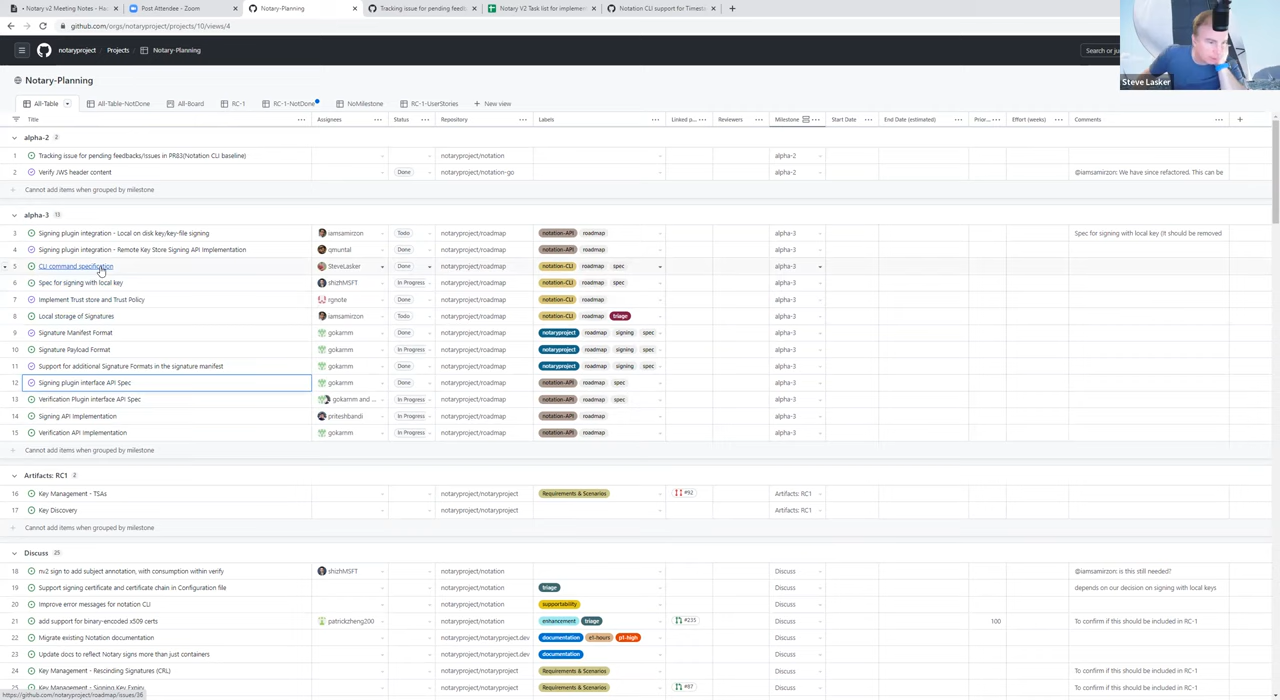 Notary v2 Meeting Notes - Ha
Post Attendee - Zoom
Notary-Planning
Tracking issue for pending feedb
Notary V2 Task list for implemen
Notation CLI support for Timest
github.com/orgs/notaryproject/projects/10/views/4
notaryproject Projects Notary-Planning
Search or ju
Steve Lasker
Notary-Planning
All-Table All-Table-NotDone All-Board RC-1 RC-1-NotDone NoMilestone RC-1-UserStories + New view
Title Assignees Status Repository Labels Linked p... Reviewers Milestone Start Date End Date (estimated) Prior... Effort (weeks) Comments
alpha-2 2
1 Tracking issue for pending feedbacks/issues in PR83(Notation CLI baseline) notaryproject/notation alpha-2
2 Verify JWS header content Done notaryproject/notation-go alpha-2 @iamsamirzon: We have since refactored. This can be
Cannot add items when grouped by milestone
alpha-3 13
3 Signing plugin integration - Local on disk key/key-file signing iamsamirzon Todo notaryproject/roadmap notation-API roadmap alpha-3 Spec for signing with local key (It should be removed
4 Signing plugin integration - Remote Key Store Signing API Implementation qmuntal Done notaryproject/roadmap notation-API roadmap alpha-3
5 CLI command specification SteveLasker Done notaryproject/roadmap notation-CLI roadmap spec alpha-3
6 Spec for signing with local key shizhMSFT In Progress notaryproject/roadmap notation-CLI roadmap spec alpha-3
7 Implement Trust store and Trust Policy rgnote Done notaryproject/roadmap notation-CLI roadmap alpha-3
8 Local storage of Signatures iamsamirzon Todo notaryproject/roadmap notation-CLI roadmap triage alpha-3
9 Signature Manifest Format gokarnm Done notaryproject/roadmap notaryproject roadmap signing spec alpha-3
10 Signature Payload Format gokarnm In Progress notaryproject/roadmap notaryproject roadmap signing spec alpha-3
11 Support for additional Signature Formats in the signature manifest gokarnm Done notaryproject/roadmap notaryproject roadmap signing spec alpha-3
12 Signing plugin interface API Spec gokarnm Done notaryproject/roadmap notation-API roadmap spec alpha-3
13 Verification Plugin interface API Spec gokarnm and ... In Progress notaryproject/roadmap notation-API roadmap spec alpha-3
14 Signing API Implementation priteshbandi In Progress notaryproject/roadmap notation-API roadmap alpha-3
15 Verification API Implementation gokarnm In Progress notaryproject/roadmap notation-API roadmap alpha-3
Cannot add items when grouped by milestone
Artifacts: RC1 2
16 Key Management - TSAs notaryproject/notaryproject Requirements & Scenarios #92 Artifacts: RC1
17 Key Discovery notaryproject/notaryproject Artifacts: RC1
Cannot add items when grouped by milestone
Discuss 25
18 nv2 sign to add subject annotation, with consumption within verify shizhMSFT notaryproject/notation Discuss @iamsamirzon: is this still needed?
19 Support signing certificate and certificate chain in Configuration file notaryproject/notation triage Discuss depends on our decision on signing with local keys
20 Improve error messages for notation CLI notaryproject/notation supportability Discuss
21 add support for binary-encoded x509 certs patrickzheng200 notaryproject/notation enhancement triage #235 Discuss 100 To confirm if this should be included in RC-1
22 Migrate existing Notation documentation notaryproject/notaryproject.dev documentation e1-hours p1-high Discuss
23 Update docs to reflect Notary signs more than just containers notaryproject/notaryproject.dev documentation Discuss
24 Key Management - Rescinding Signatures (CRL) notaryproject/notaryproject Requirements & Scenarios Discuss To confirm if this should be included in RC-1
25 Key Management - Signing Key Expiry notaryproject/notaryproject Requirements & Scenarios #87 Discuss To confirm if this should be included in RC-1
https://github.com/notaryproject/roadmap/issues/36